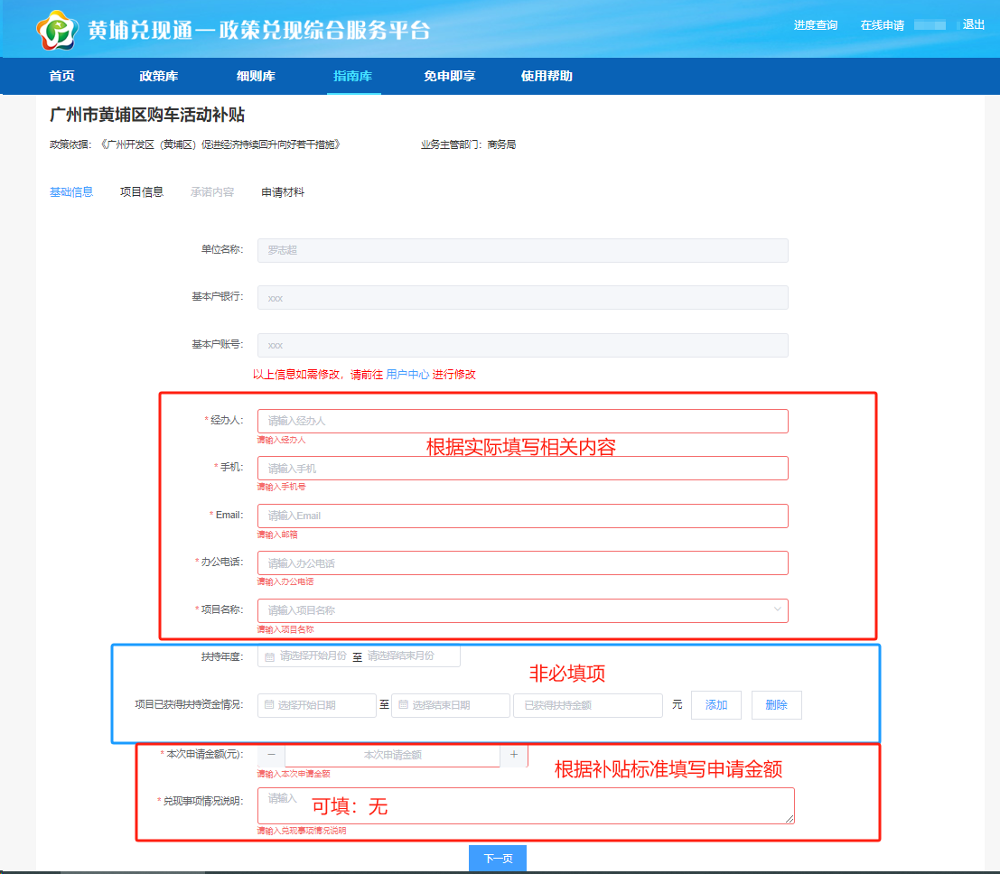 黄埔兑现通—政策兑现综合服务平台
进度查询 在线申请 退出
首页 政策库 细则库 指南库 免申即享 使用帮助
广州市黄埔区购车活动补贴
政策依据: 《广州开发区(黄埔区)促进经济持续回升向好若干措施》 业务主管部门: 商务局
基础信息 项目信息 承诺内容 申请材料
单位名称: 罗志超
基本户银行: xxx
基本户账号: xxx
以上信息如需修改，请前往 用户中心 进行修改
* 经办人: 请输入经办人
请输入经办人
根据实际填写相关内容
* 手机: 请输入手机
请输入手机号
* Email: 请输入Email
请输入邮箱
* 办公电话: 请输入办公电话
请输入办公电话
* 项目名称: 请输入项目名称
请输入项目名称
扶持年度: 请选择开始月份 至 请选择结束月份
非必填项
项目已获得扶持资金情况: 选择开始日期 至 选择结束日期 已获得扶持金额 元 添加 删除
* 本次申请金额(元): − 本次申请金额 +
请输入本次申请金额
根据补贴标准填写申请金额
* 兑现事项情况说明: 请输入
可填：无
请输入兑现事项情况说明
下一页